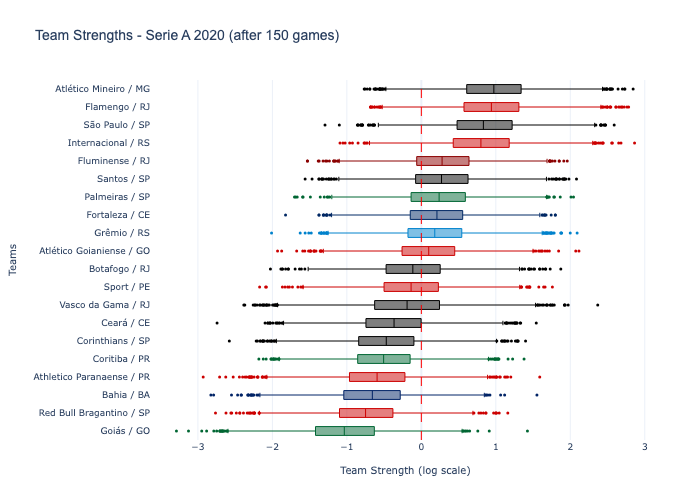 Team Strengths - Serie A 2020 (after 150 games)
Atlético Mineiro / MG
Flamengo / RJ
São Paulo / SP
Internacional / RS
Fluminense / RJ
Santos / SP
Palmeiras / SP
Fortaleza / CE
Grêmio / RS
Atlético Goianiense / GO
Botafogo / RJ
Sport / PE
Vasco da Gama / RJ
Ceará / CE
Corinthians / SP
Coritiba / PR
Athletico Paranaense / PR
Bahia / BA
Red Bull Bragantino / SP
Goiás / GO
Teams
−3 −2 −1 0 1 2 3
Team Strength (log scale)